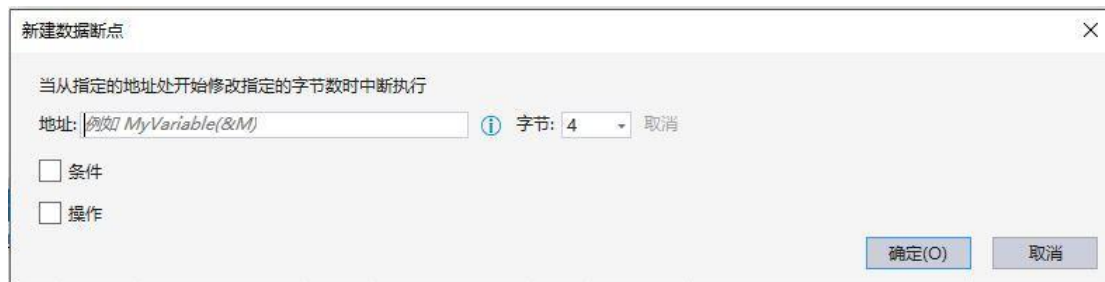 新建数据断点
当从指定的地址处开始修改指定的字节数时中断执行
地址: 例如 MyVariable(&M) 字节: 4 取消
条件
操作
确定(O) 取消